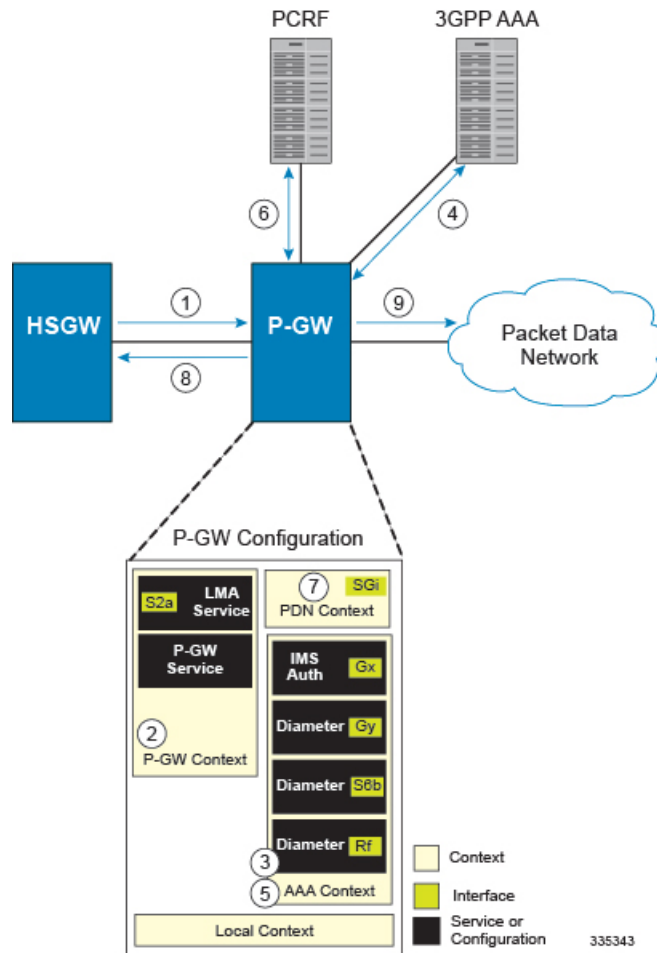 PCRF
3GPP AAA
6
4
HSGW
1
8
P-GW
9
Packet Data
Network
P-GW Configuration
S2a
LMA
Service
P-GW
Service
2
P-GW Context
7
SGi
PDN Context
IMS
Auth
Gx
Diameter
Gy
Diameter
S6b
Diameter
Rf
3
5
AAA Context
Local Context
Context
Interface
Service or
Configuration
335343